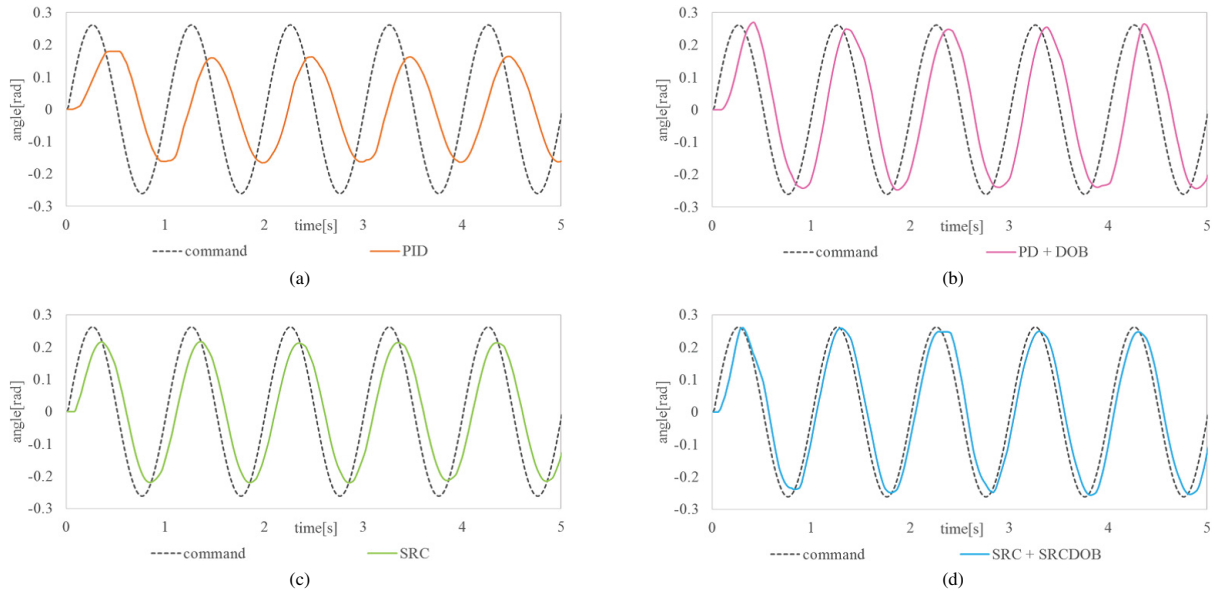 0.3
0.2
0.1
0
-0.1
-0.2
-0.3
angle[rad]
0 1 2 3 4 5
time[s]
command PID
(a)
0.3
0.2
0.1
0
-0.1
-0.2
-0.3
angle[rad]
0 1 2 3 4 5
time[s]
command PD + DOB
(b)
0.3
0.2
0.1
0
-0.1
-0.2
-0.3
angle[rad]
0 1 2 3 4 5
time[s]
command SRC
(c)
0.3
0.2
0.1
0
-0.1
-0.2
-0.3
angle[rad]
0 1 2 3 4 5
time[s]
command SRC + SRCDOB
(d)